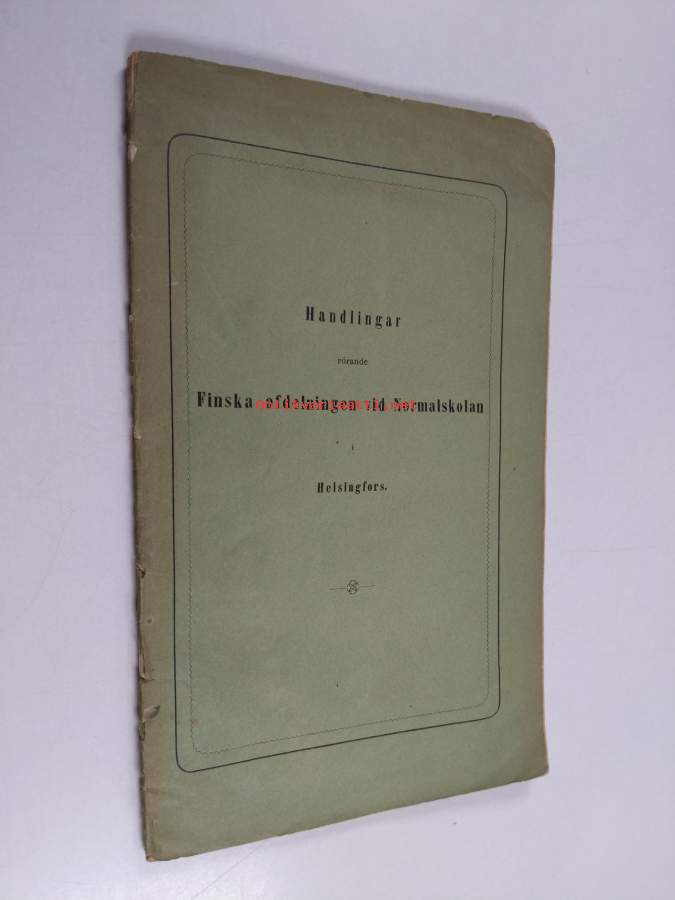 Handlingar
rörande
Finska afdelningen vid Normalskolan
i
Helsingfors.